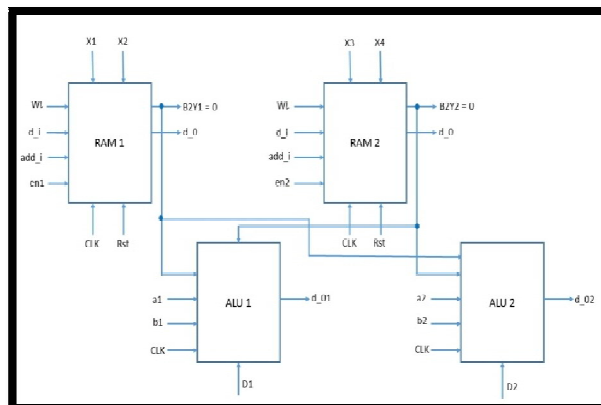 X1 X2 X3 X4
WE B2Y1 = 0 WE B2Y2 = 0
d_i RAM 1 d_0 d_i RAM 2 d_0
add_i add_i
en1 en2
CLK Rst CLK Rst
a1 ALU 1 d_01 a2 ALU 2 d_02
b1 b2
CLK CLK
D1 D2